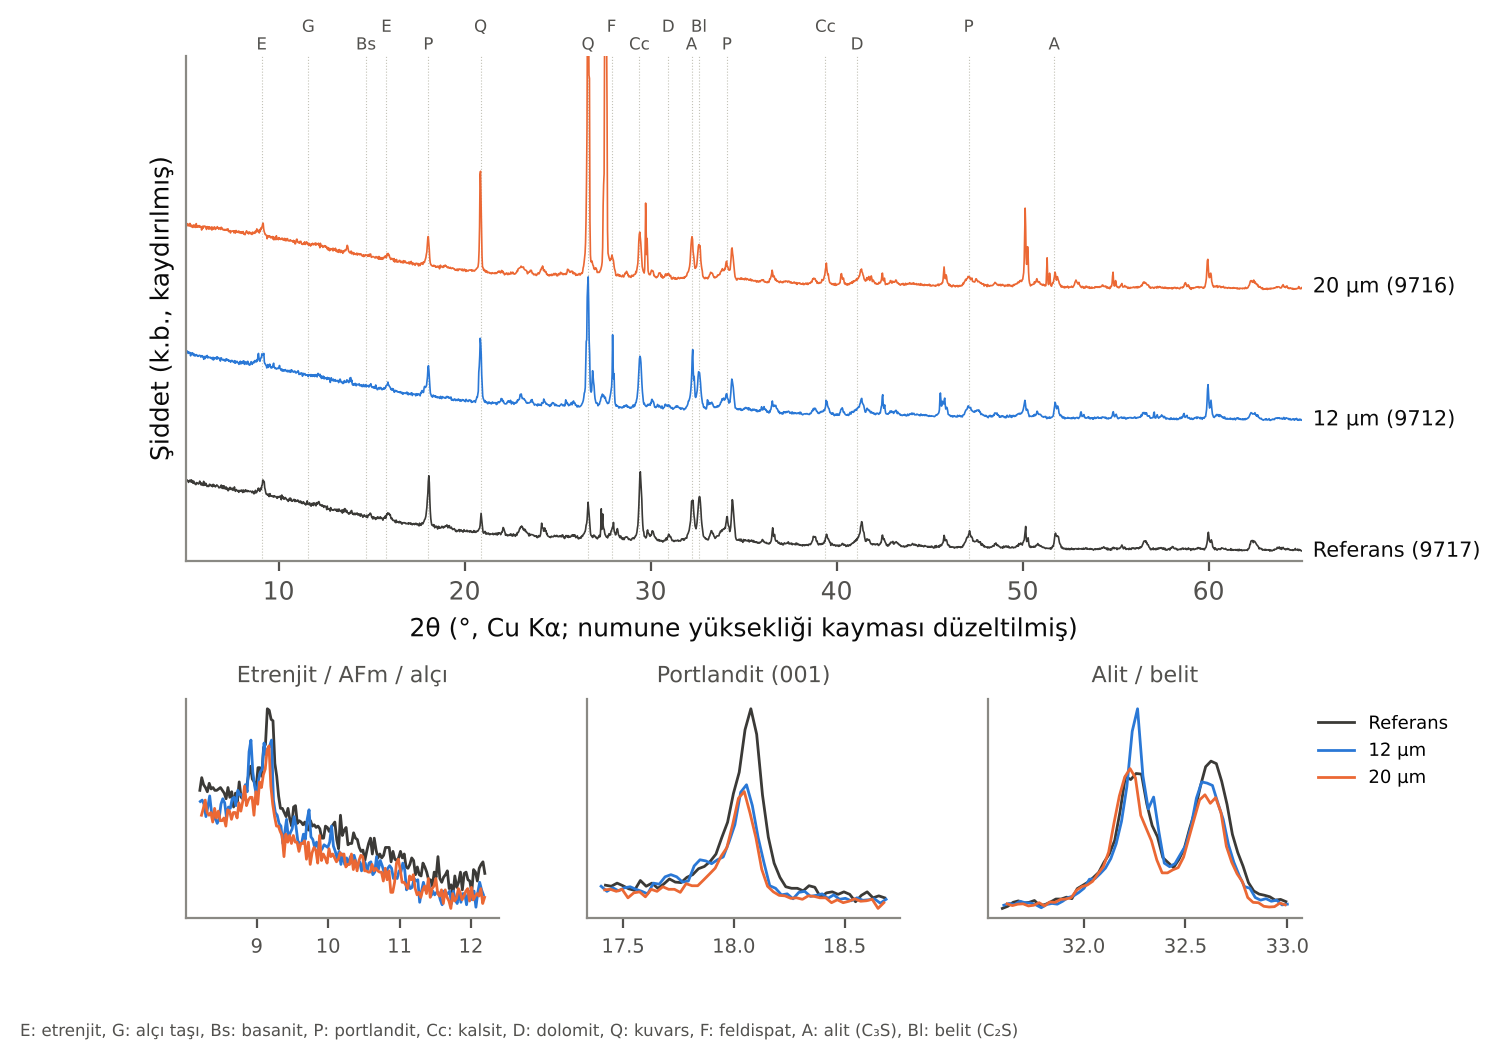 G E Q F D Bl Cc P
E Bs P Q Cc A P D A
Şiddet (k.b., kaydırılmış)
20 µm (9716)
12 µm (9712)
Referans (9717)
10 20 30 40 50 60
2θ (°, Cu Kα; numune yüksekliği kayması düzeltilmiş)
Etrenjit / AFm / alçı
Portlandit (001)
Alit / belit
Referans
12 µm
20 µm
9 10 11 12
17.5 18.0 18.5
32.0 32.5 33.0
E: etrenjit, G: alçı taşı, Bs: basanit, P: portlandit, Cc: kalsit, D: dolomit, Q: kuvars, F: feldispat, A: alit (C₃S), Bl: belit (C₂S)